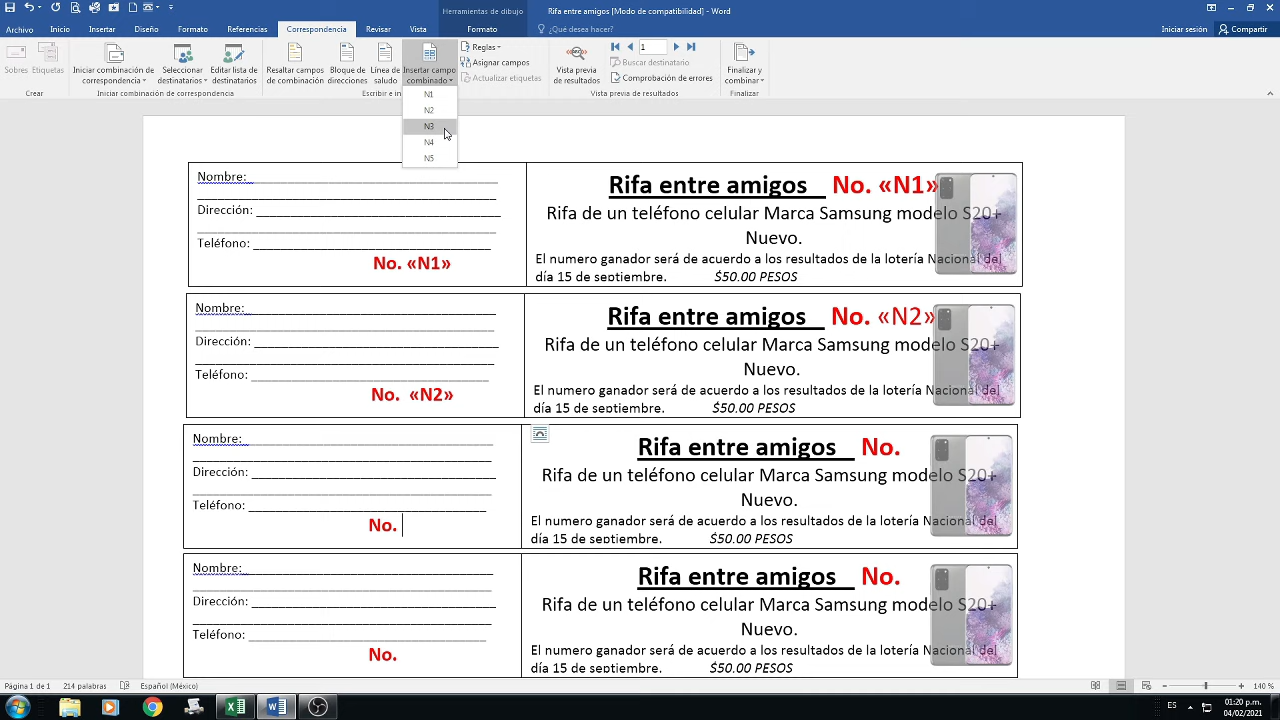 Herramientas de dibujo
Rifa entre amigos [Modo de compatibilidad] - Word
Archivo Inicio Insertar Diseño Formato Referencias Correspondencia Revisar Vista Formato ¿Qué desea hacer? Iniciar sesión Compartir
Sobres Etiquetas
Iniciar combinación de correspondencia
Seleccionar destinatarios
Editar lista de destinatarios
Resaltar campos de combinación
Bloque de direcciones
Línea de saludo
Insertar campo combinado
Reglas
Asignar campos
Actualizar etiquetas
Vista previa de resultados
1
Buscar destinatario
Comprobación de errores
Finalizar y combinar
Crear Iniciar combinación de correspondencia Escribir e in Vista previa de resultados Finalizar
N1
N2
N3
N4
N5
Nombre:
Dirección:
Teléfono:
No. «N1»
Rifa entre amigos No. «N1»
Rifa de un teléfono celular Marca Samsung modelo S20+
Nuevo.
El numero ganador será de acuerdo a los resultados de la lotería Nacional del
día 15 de septiembre. $50.00 PESOS
Nombre:
Dirección:
Teléfono:
No. «N2»
Rifa entre amigos No. «N2»
Rifa de un teléfono celular Marca Samsung modelo S20+
Nuevo.
El numero ganador será de acuerdo a los resultados de la lotería Nacional del
día 15 de septiembre. $50.00 PESOS
Nombre:
Dirección:
Teléfono:
No.
Rifa entre amigos No.
Rifa de un teléfono celular Marca Samsung modelo S20+
Nuevo.
El numero ganador será de acuerdo a los resultados de la lotería Nacional del
día 15 de septiembre. $50.00 PESOS
Nombre:
Dirección:
Teléfono:
No.
Rifa entre amigos No.
Rifa de un teléfono celular Marca Samsung modelo S20+
Nuevo.
El numero ganador será de acuerdo a los resultados de la lotería Nacional del
día 15 de septiembre. $50.00 PESOS
Página 1 de 1 214 palabras Español (México) 140 %
ES 01:20 p.m.
04/02/2021